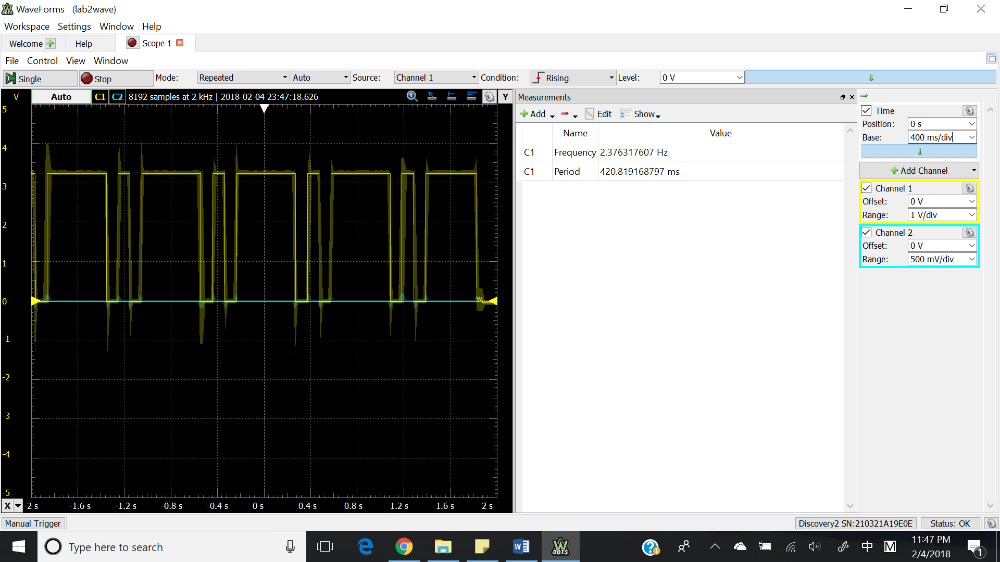 WaveForms (lab2wave)
Workspace Settings Window Help
Welcome Help Scope 1
File Control View Window
Single Stop Mode: Repeated Auto Source: Channel 1 Condition: Rising Level: 0 V
V Auto C1 C2 8192 samples at 2 kHz | 2018-02-04 23:47:18.626 Y
5
4
3
2
1
0
-1
-2
-3
-4
-5
X -2 s -1.6 s -1.2 s -0.8 s -0.4 s 0 s 0.4 s 0.8 s 1.2 s 1.6 s 2 s
Measurements
Add Edit Show
Name Value
C1 Frequency 2.376317607 Hz
C1 Period 420.819168797 ms
Time
Position: 0 s
Base: 400 ms/div
Add Channel
Channel 1
Offset: 0 V
Range: 1 V/div
Channel 2
Offset: 0 V
Range: 500 mV/div
Manual Trigger Discovery2 SN:210321A19E0E Status: OK
Type here to search 中 M 11:47 PM
2/4/2018
1